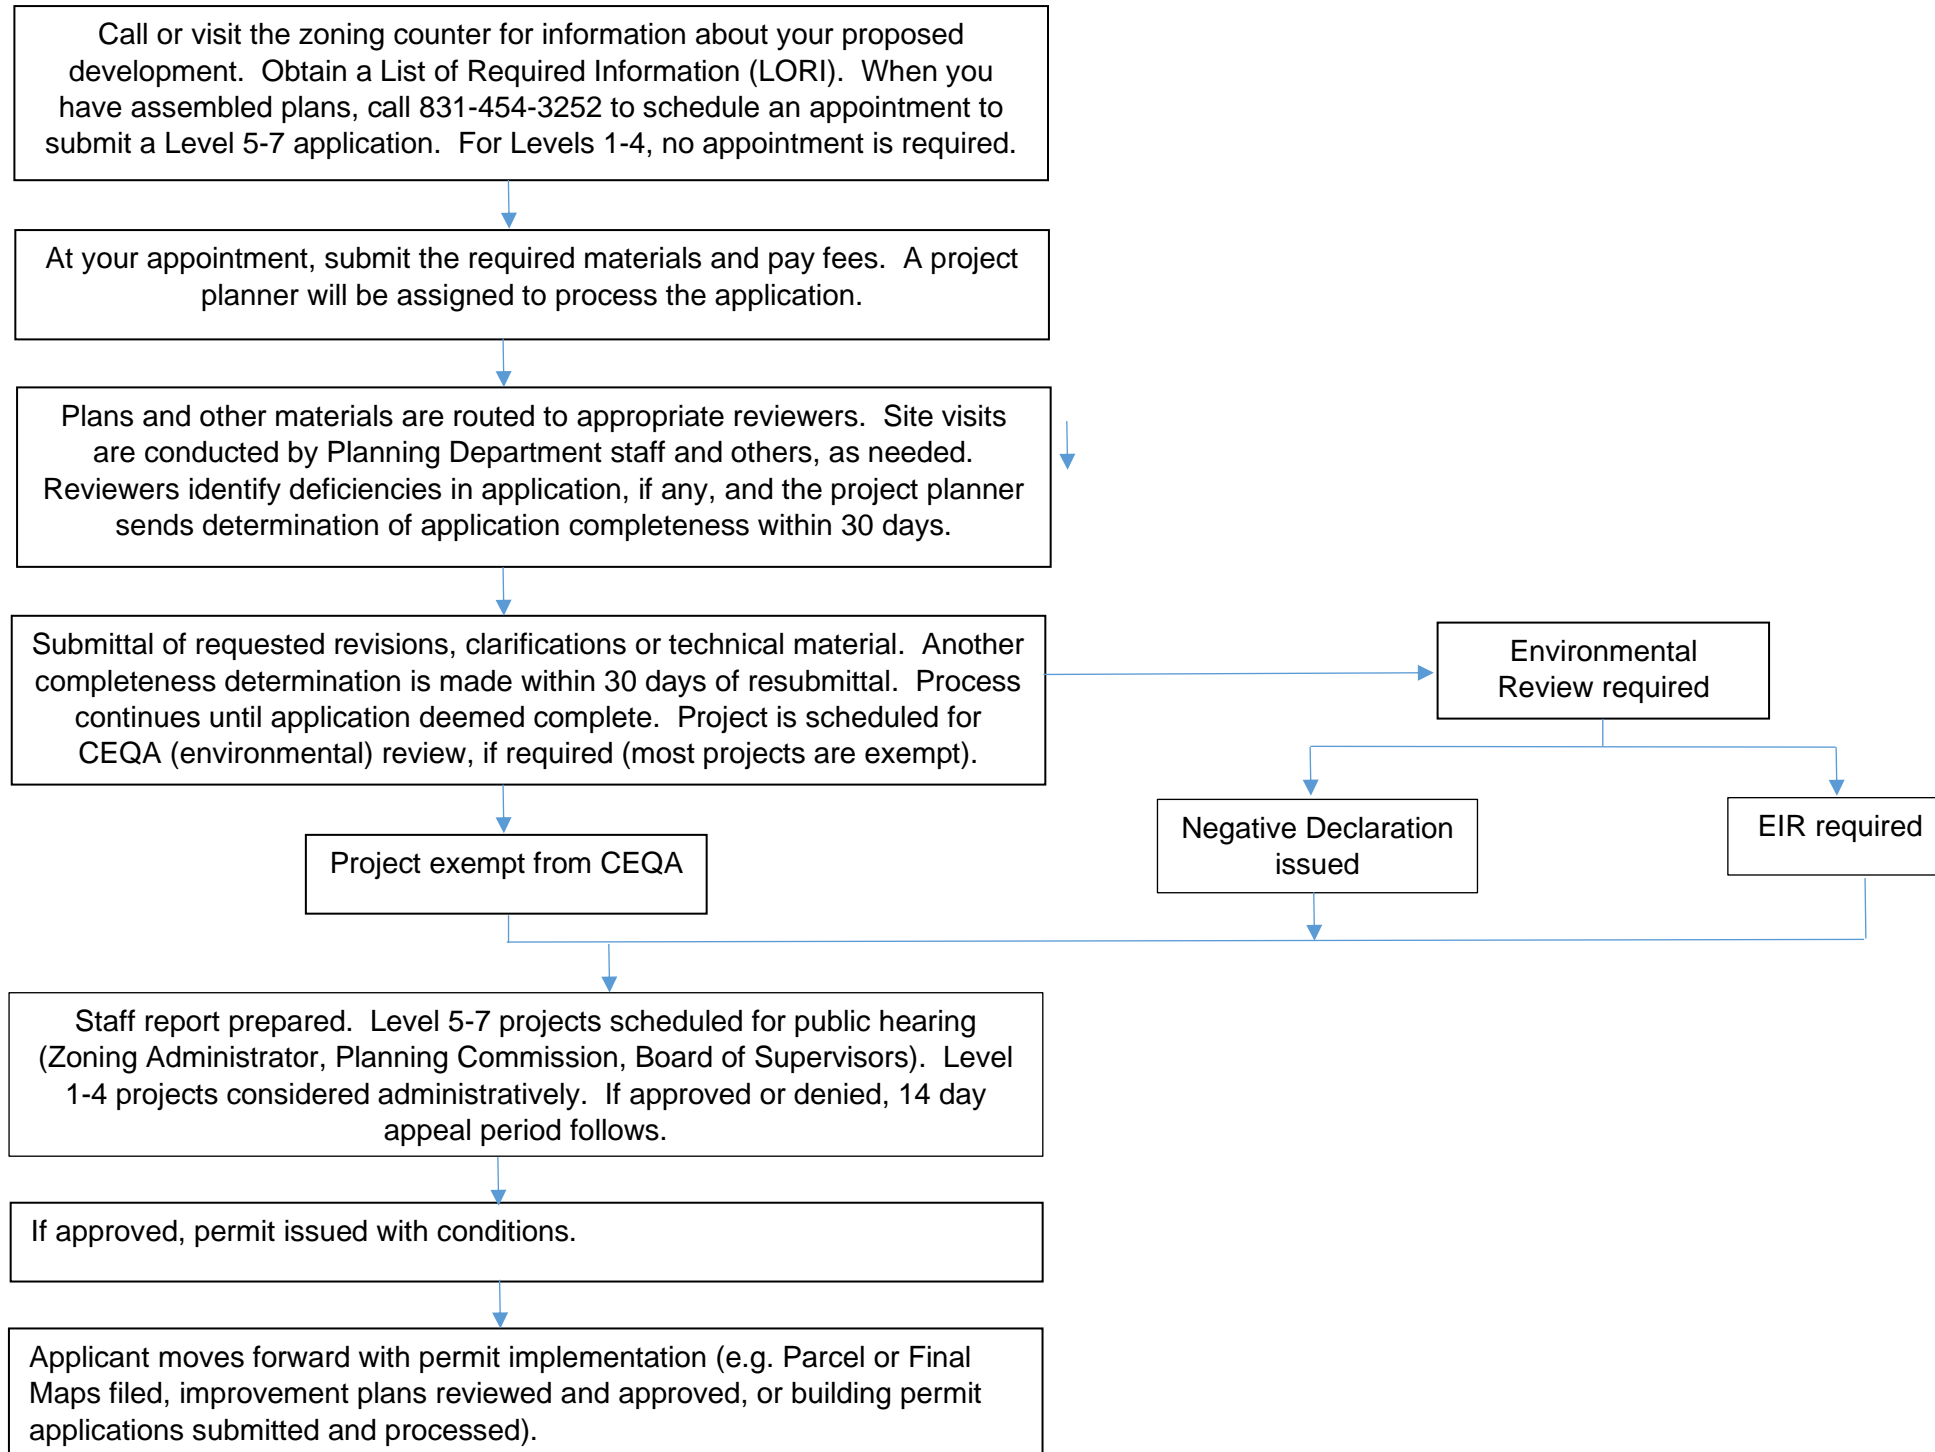 Call or visit the zoning counter for information about your proposed
development.  Obtain a List of Required Information (LORI).  When you
have assembled plans, call 831-454-3252 to schedule an appointment to
submit a Level 5-7 application.  For Levels 1-4, no appointment is required.
At your appointment, submit the required materials and pay fees.  A project
planner will be assigned to process the application.
Plans and other materials are routed to appropriate reviewers.  Site visits
are conducted by Planning Department staff and others, as needed.
Reviewers identify deficiencies in application, if any, and the project planner
sends determination of application completeness within 30 days.
Submittal of requested revisions, clarifications or technical material.  Another
completeness determination is made within 30 days of resubmittal.  Process
continues until application deemed complete.  Project is scheduled for
CEQA (environmental) review, if required (most projects are exempt).
Environmental
Review required
Negative Declaration
issued
EIR required
Project exempt from CEQA
Staff report prepared.  Level 5-7 projects scheduled for public hearing
(Zoning Administrator, Planning Commission, Board of Supervisors).  Level
1-4 projects considered administratively.  If approved or denied, 14 day
appeal period follows.
If approved, permit issued with conditions.
Applicant moves forward with permit implementation (e.g. Parcel or Final
Maps filed, improvement plans reviewed and approved, or building permit
applications submitted and processed).